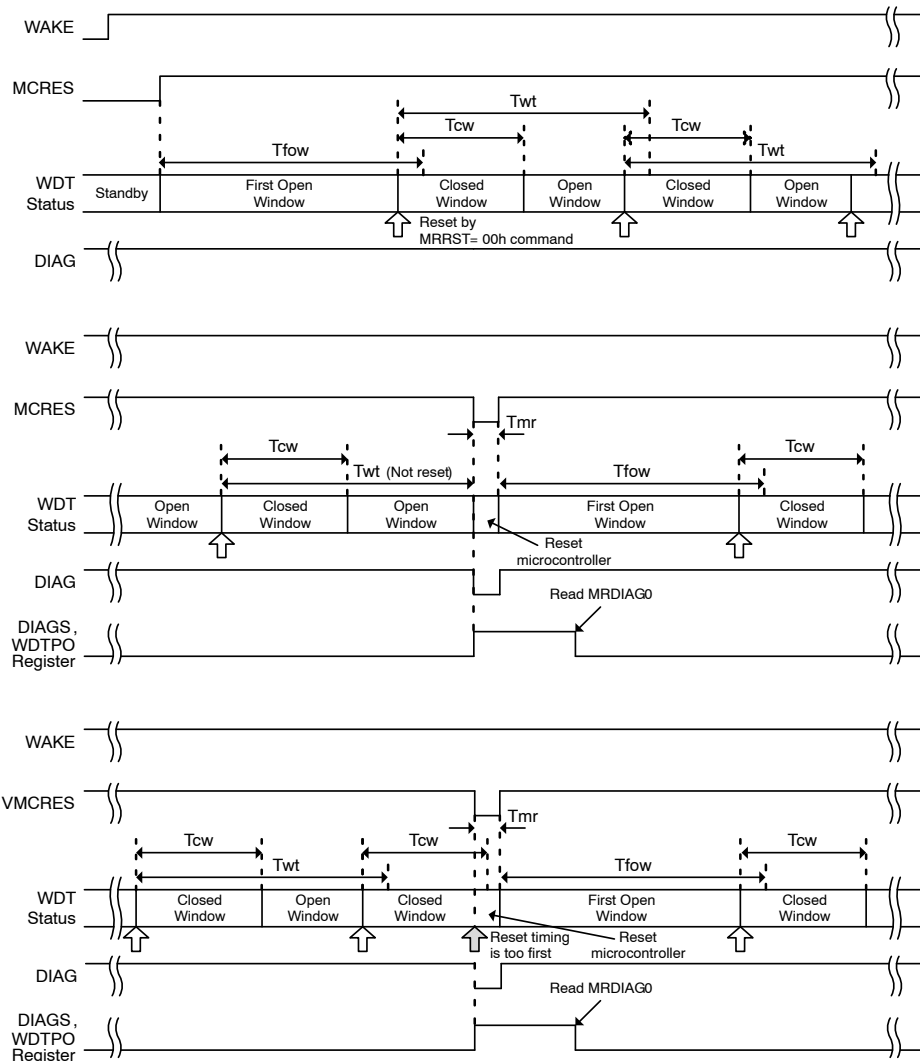 WAKE
MCRES
Twt
Tcw
Tcw
Tfow
Twt
WDT
Status
Standby
First Open
Window
Closed
Window
Open
Window
Closed
Window
Open
Window
Reset by
MRRST= 00h command
DIAG
WAKE
MCRES
Tmr
Tcw
Tcw
Twt (Not reset)
Tfow
WDT
Status
Open
Window
Closed
Window
Open
Window
First Open
Window
Closed
Window
Reset
microcontroller
DIAG
Read MRDIAG0
DIAGS,
WDTPO
Register
WAKE
VMCRES
Tmr
Tcw
Tcw
Tcw
Twt
Tfow
WDT
Status
Closed
Window
Open
Window
Closed
Window
First Open
Window
Closed
Window
Reset timing
is too first
Reset
microcontroller
DIAG
Read MRDIAG0
DIAGS,
WDTPO
Register